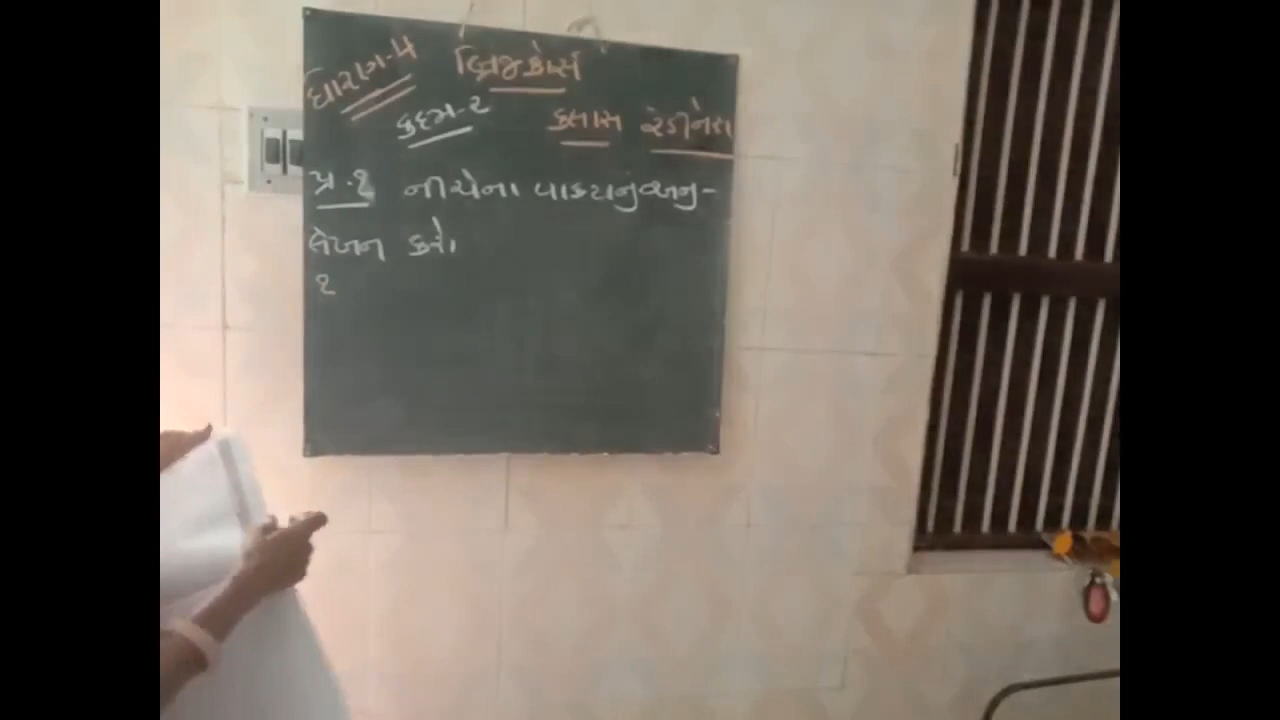 ધોરણ-૫ બ્રિજકોર્સ
કદમ-૨ ક્લાસ રેડીનેસ
પ્ર.૧ નીચેના વાક્યનું અનુ-
લેખન કરો
૧